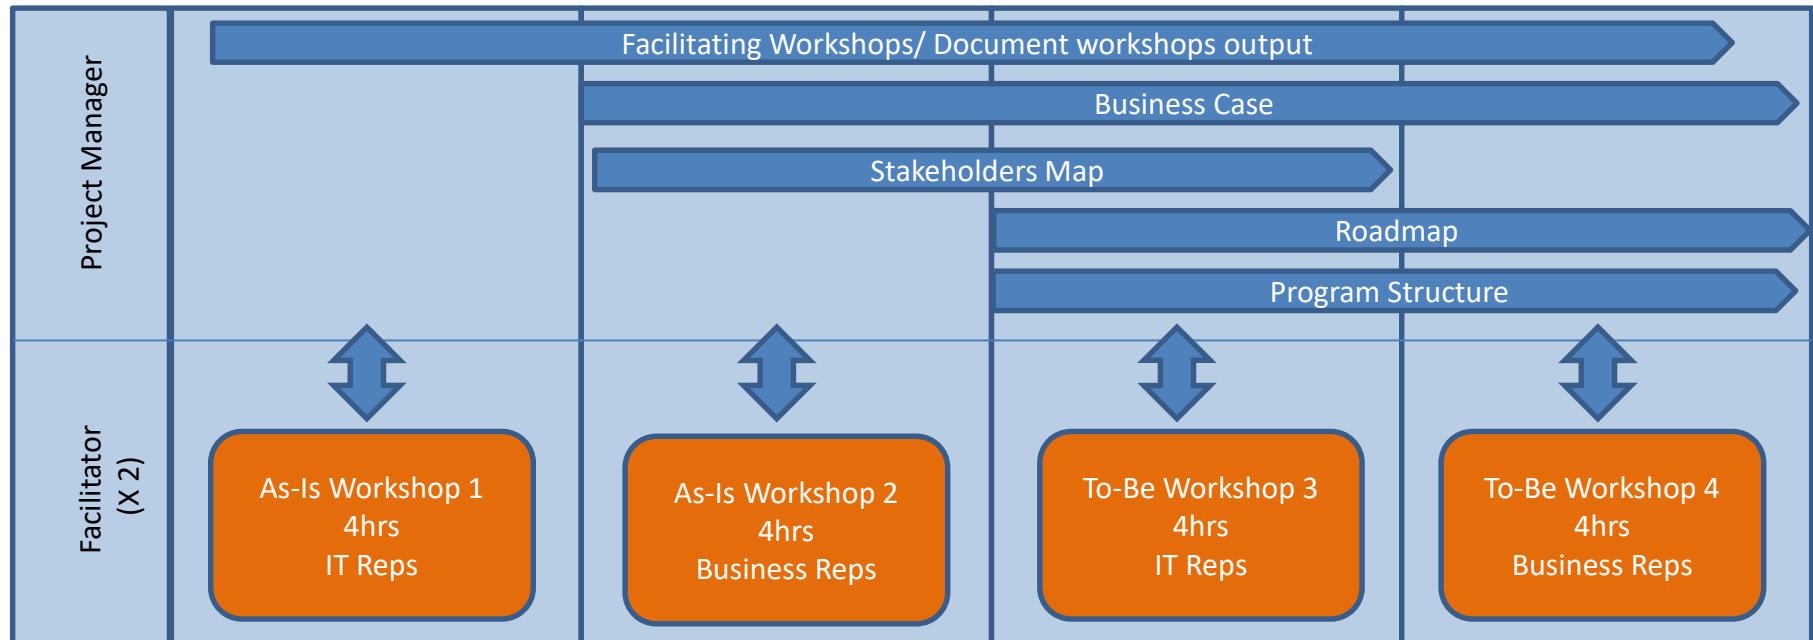 Project Manager
Facilitating Workshops/ Document workshops output
Business Case
Stakeholders Map
Roadmap
Program Structure
Facilitator
(X 2)
As-Is Workshop 1
4hrs
IT Reps
As-Is Workshop 2
4hrs
Business Reps
To-Be Workshop 3
4hrs
IT Reps
To-Be Workshop 4
4hrs
Business Reps